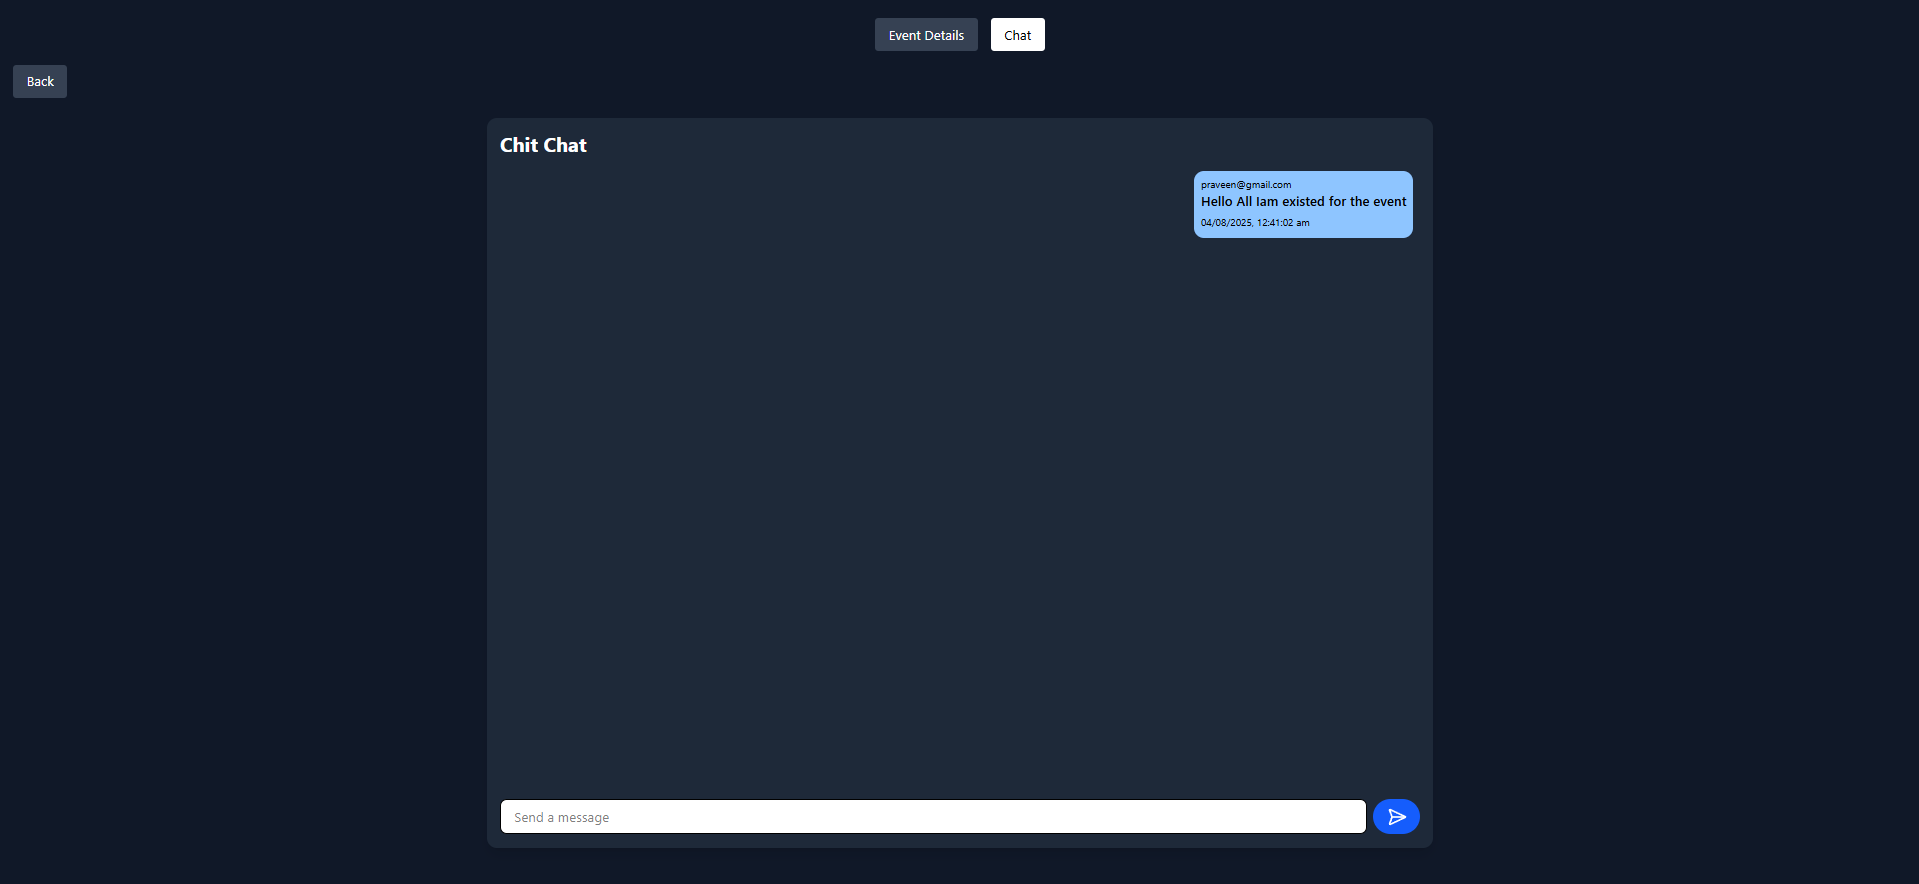 Event Details
Chat
Back
Chit Chat
praveen@gmail.com
Hello All Iam existed for the event
04/08/2025, 12:41:02 am
Send a message